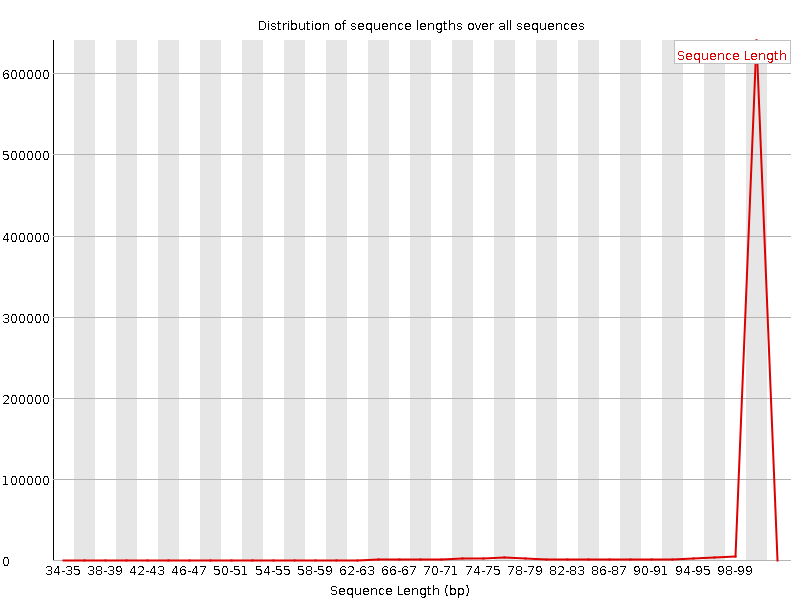 Distribution of sequence lengths over all sequences
Sequence Length
600000
500000
400000
300000
200000
100000
0
34-35 38-39 42-43 46-47 50-51 54-55 58-59 62-63 66-67 70-71 74-75 78-79 82-83 86-87 90-91 94-95 98-99
Sequence Length (bp)